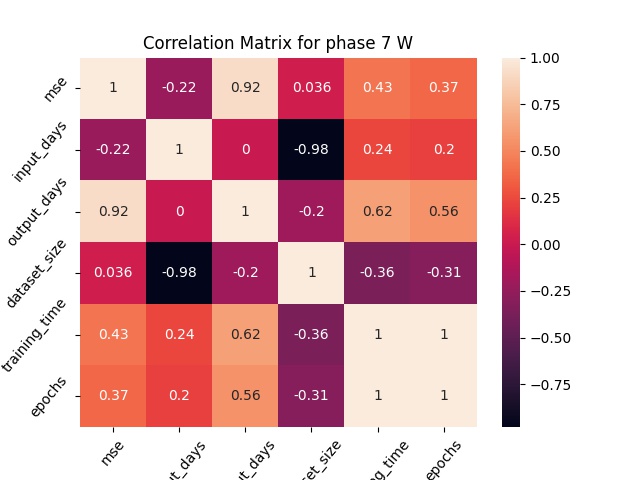 Correlation Matrix for phase 7 W
mse 1 -0.22 0.92 0.036 0.43 0.37
input_days -0.22 1 0 -0.98 0.24 0.2
output_days 0.92 0 1 -0.2 0.62 0.56
dataset_size 0.036 -0.98 -0.2 1 -0.36 -0.31
training_time 0.43 0.24 0.62 -0.36 1 1
epochs 0.37 0.2 0.56 -0.31 1 1
mse ut_days ut_days set_size ng_time epochs
1.00
0.75
0.50
0.25
0.00
−0.25
−0.50
−0.75